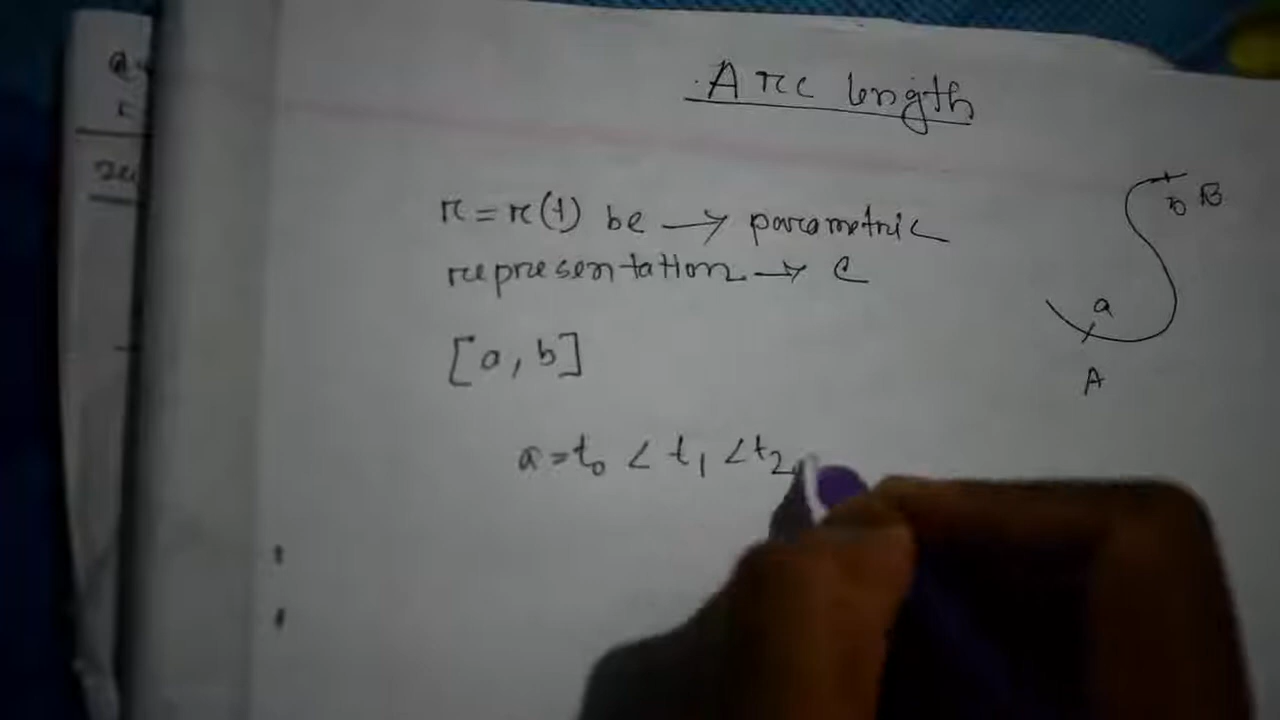 Arc length
r = r(t) be → parametric
representation → C
[a, b]
a = t₀ < t₁ < t₂
B
a
A